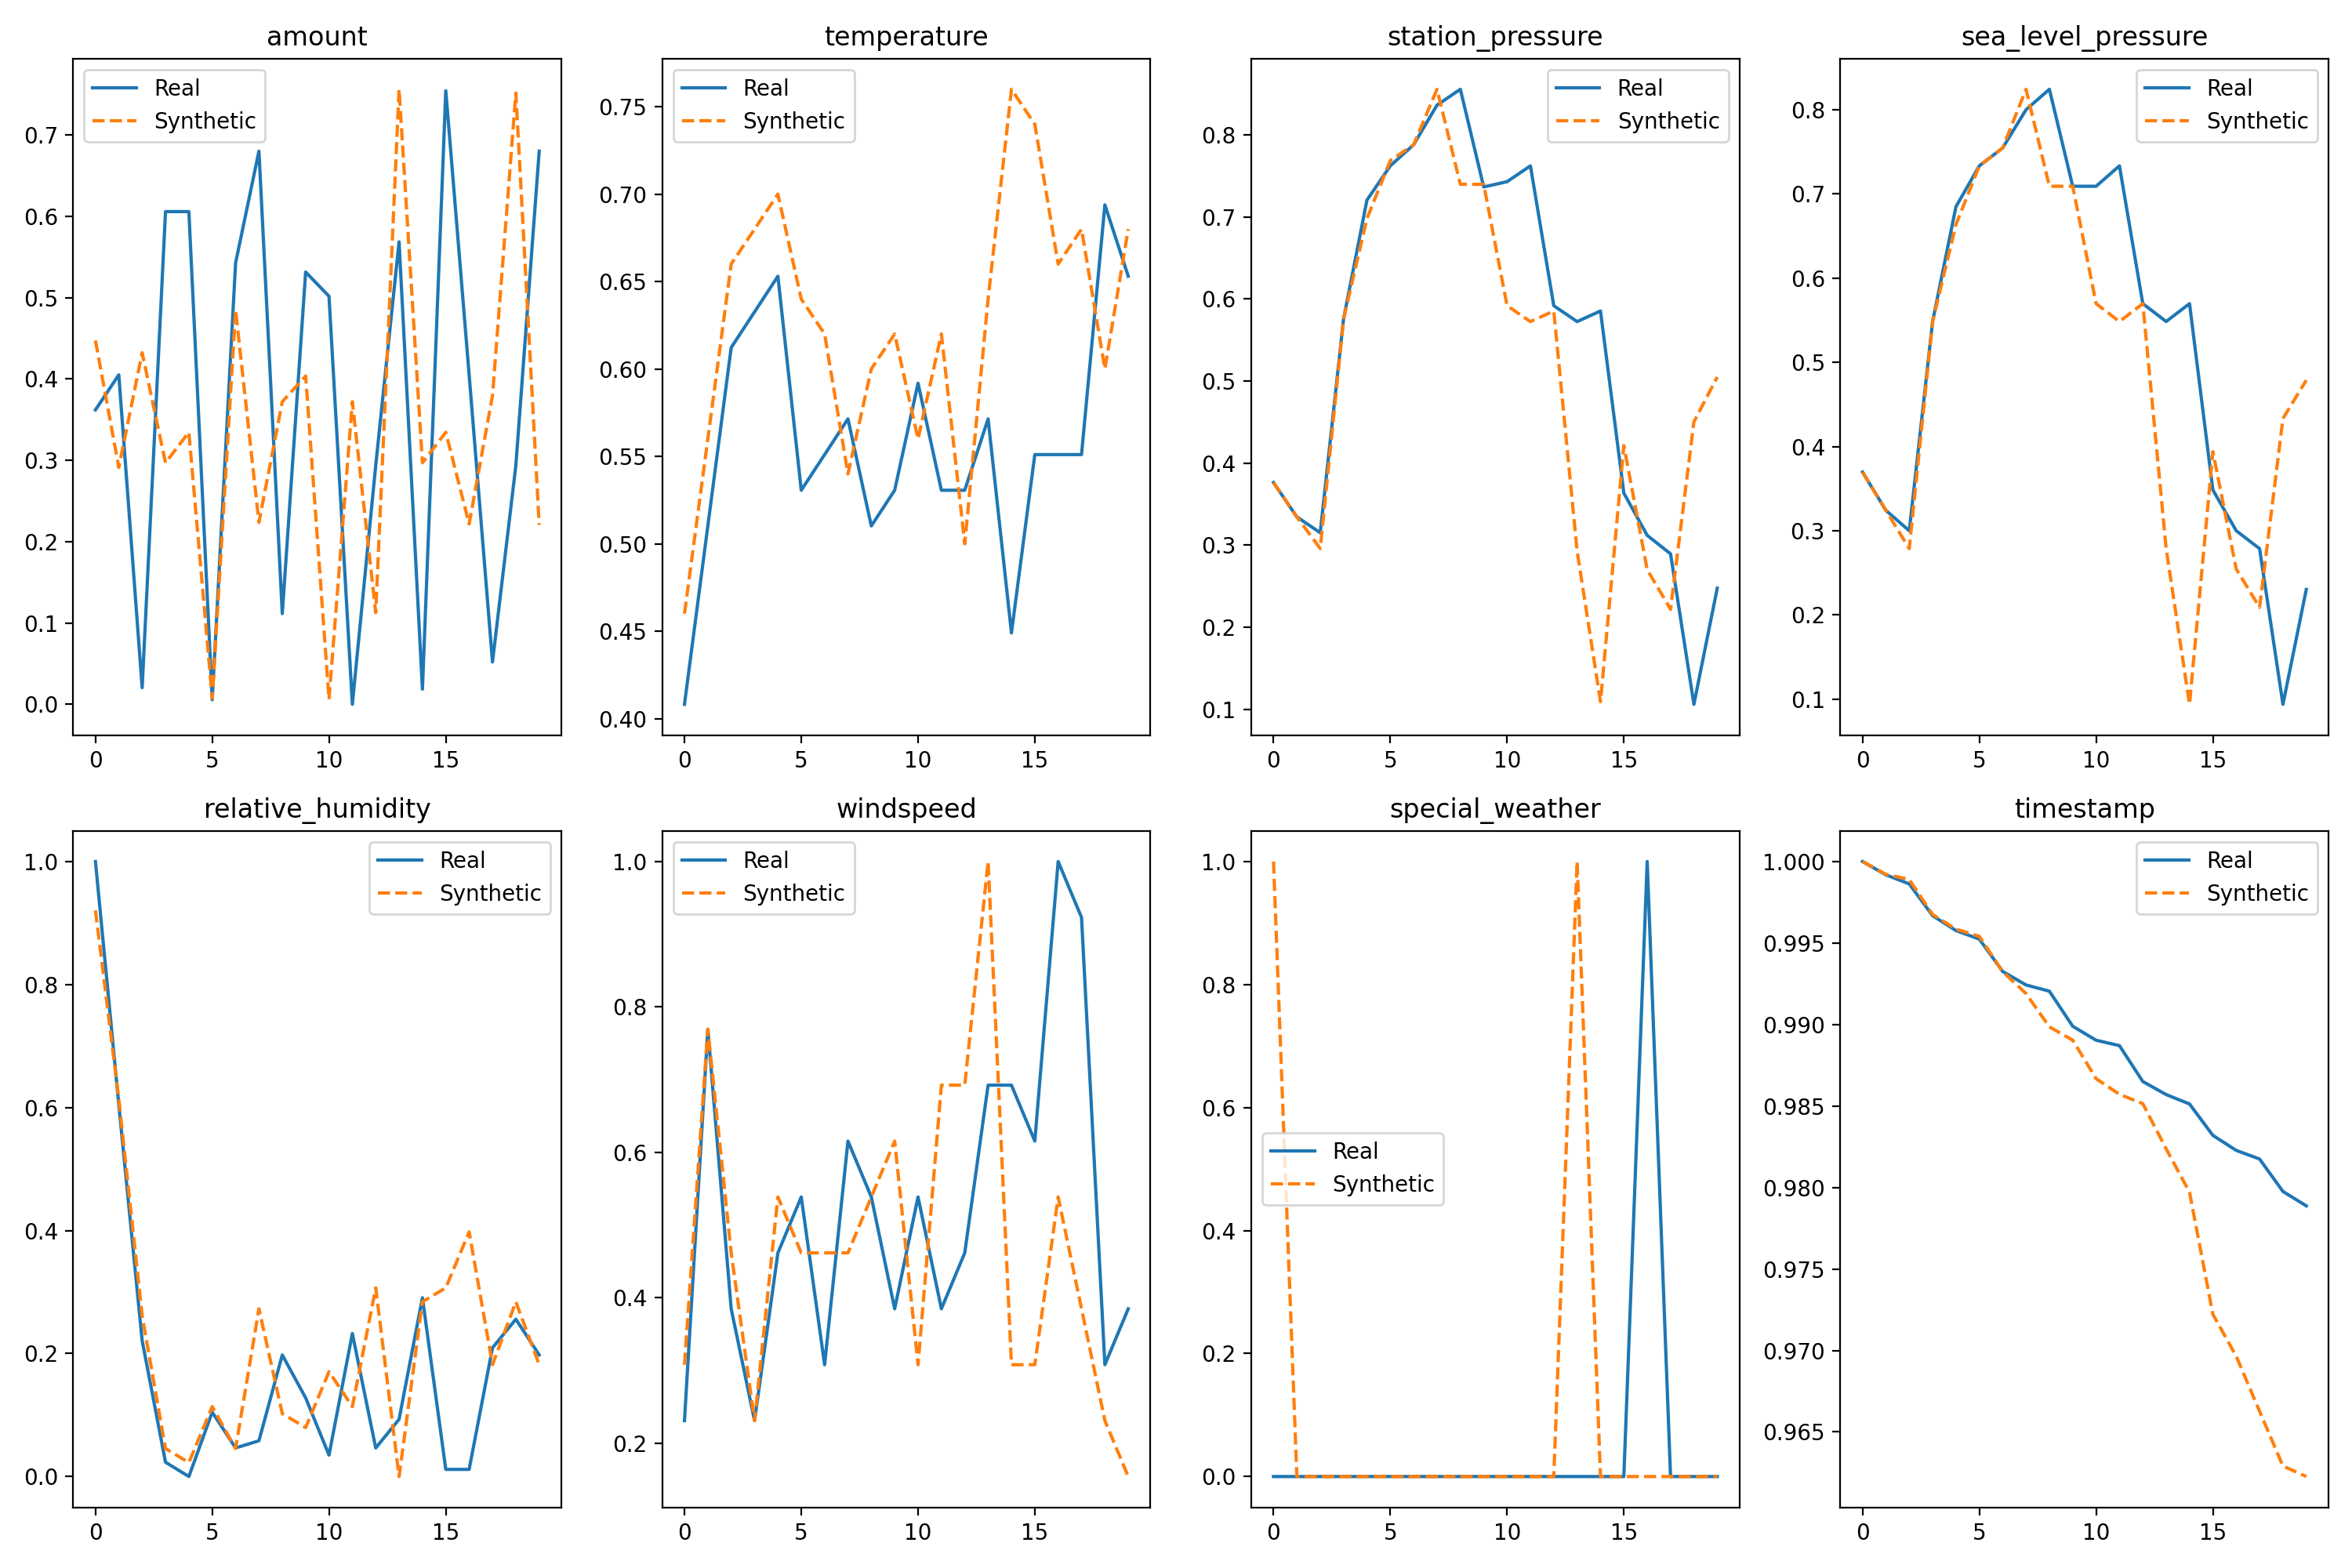 amount
Real
Synthetic
0.7
0.6
0.5
0.4
0.3
0.2
0.1
0.0
0 5 10 15
temperature
Real
Synthetic
0.75
0.70
0.65
0.60
0.55
0.50
0.45
0.40
0 5 10 15
station_pressure
Real
Synthetic
0.8
0.7
0.6
0.5
0.4
0.3
0.2
0.1
0 5 10 15
sea_level_pressure
Real
Synthetic
0.8
0.7
0.6
0.5
0.4
0.3
0.2
0.1
0 5 10 15
relative_humidity
Real
Synthetic
1.0
0.8
0.6
0.4
0.2
0.0
0 5 10 15
windspeed
Real
Synthetic
1.0
0.8
0.6
0.4
0.2
0 5 10 15
special_weather
1.0
0.8
0.6
Real
Synthetic
0.4
0.2
0.0
0 5 10 15
timestamp
Real
Synthetic
1.000
0.995
0.990
0.985
0.980
0.975
0.970
0.965
0 5 10 15